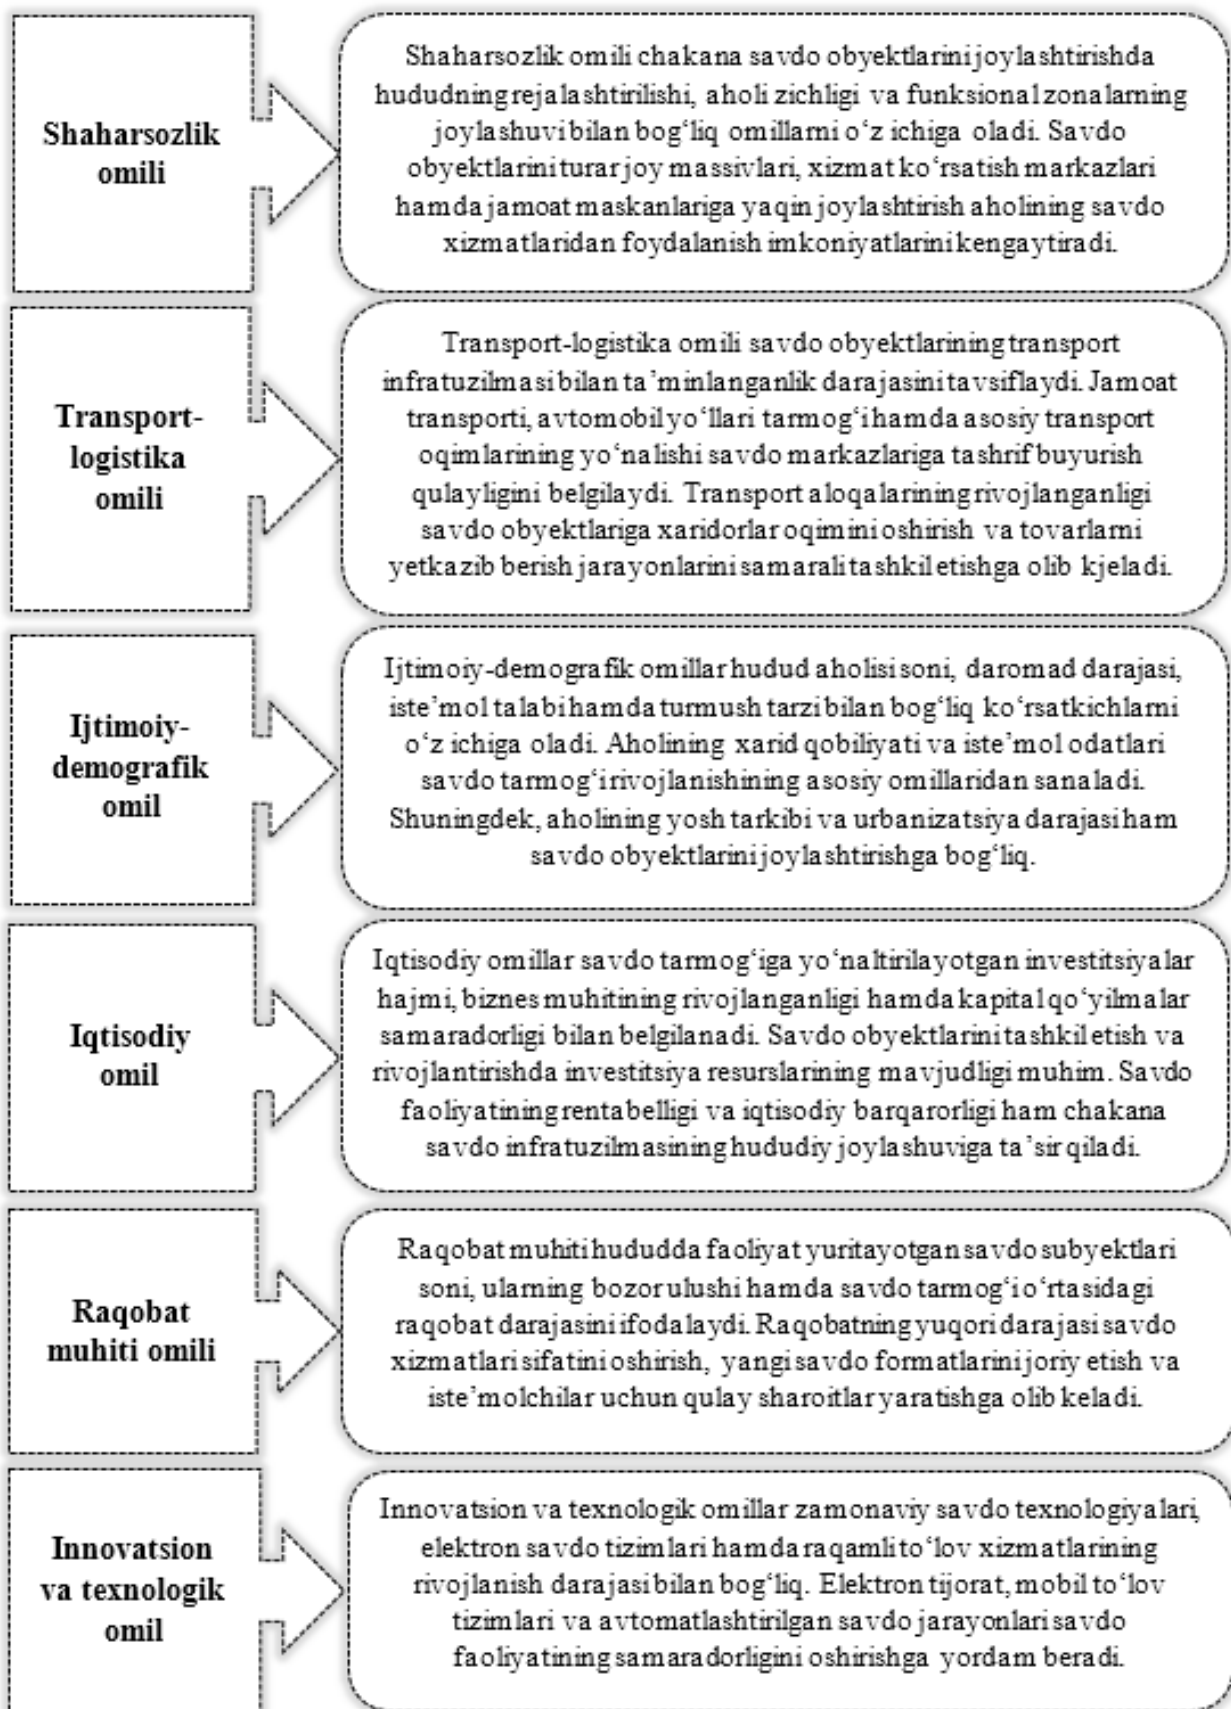 Shaharsozlik
omili
Shaharsozlik omili chakana savdo obyektlarini joylashtirishda
hududning rejalashtirilishi, aholi zichligi va funksional zonalarning
joylashuvi bilan bog‘liq omillarni o‘z ichiga oladi. Savdo
obyektlarini turar joy massivlari, xizmat ko‘rsatish markazlari
hamda jamoat maskanlariga yaqin joylashtirish aholining savdo
xizmatlaridan foydalanish imkoniyatlarini kengaytiradi.
Transport-
logistika
omili
Transport-logistika omili savdo obyektlarining transport
infratuzilmasi bilan ta’minlanganlik darajasini tavsiflaydi. Jamoat
transporti, avtomobil yo‘llari tarmog‘i hamda asosiy transport
oqimlarining yo‘nalishi savdo markazlariga tashrif buyurish
qulayligini belgilaydi. Transport aloqalarining rivojlanganligi
savdo obyektlariga xaridorlar oqimini oshirish va tovarlarni
yetkazib berish jarayonlarini samarali tashkil etishga olib kjeladi.
Ijtimoiy-
demografik
omil
Ijtimoiy-demografik omillar hudud aholisi soni, daromad darajasi,
iste’mol talabi hamda turmush tarzi bilan bog‘liq ko‘rsatkichlarni
o‘z ichiga oladi. Aholining xarid qobiliyati va iste’mol odatlari
savdo tarmog‘i rivojlanishining asosiy omillaridan sanaladi.
Shuningdek, aholining yosh tarkibi va urbanizatsiya darajasi ham
savdo obyektlarini joylashtirishga bog‘liq.
Iqtisodiy
omil
Iqtisodiy omillar savdo tarmog‘iga yo‘naltirilayotgan investitsiyalar
hajmi, biznes muhitining rivojlanganligi hamda kapital qo‘yilmalar
samaradorligi bilan belgilanadi. Savdo obyektlarini tashkil etish va
rivojlantirishda investitsiya resurslarining mavjudligi muhim. Savdo
faoliyatining rentabelligi va iqtisodiy barqarorligi ham chakana
savdo infratuzilmasining hududiy joylashuviga ta’sir qiladi.
Raqobat
muhiti omili
Raqobat muhiti hududda faoliyat yuritayotgan savdo subyektlari
soni, ularning bozor ulushi hamda savdo tarmog‘i o‘rtasidagi
raqobat darajasini ifodalaydi. Raqobatning yuqori darajasi savdo
xizmatlari sifatini oshirish, yangi savdo formatlarini joriy etish va
iste’molchilar uchun qulay sharoitlar yaratishga olib keladi.
Innovatsion
va texnologik
omil
Innovatsion va texnologik omillar zamonaviy savdo texnologiyalari,
elektron savdo tizimlari hamda raqamli to‘lov xizmatlarining
rivojlanish darajasi bilan bog‘liq. Elektron tijorat, mobil to‘lov
tizimlari va avtomatlashtirilgan savdo jarayonlari savdo
faoliyatining samaradorligini oshirishga yordam beradi.